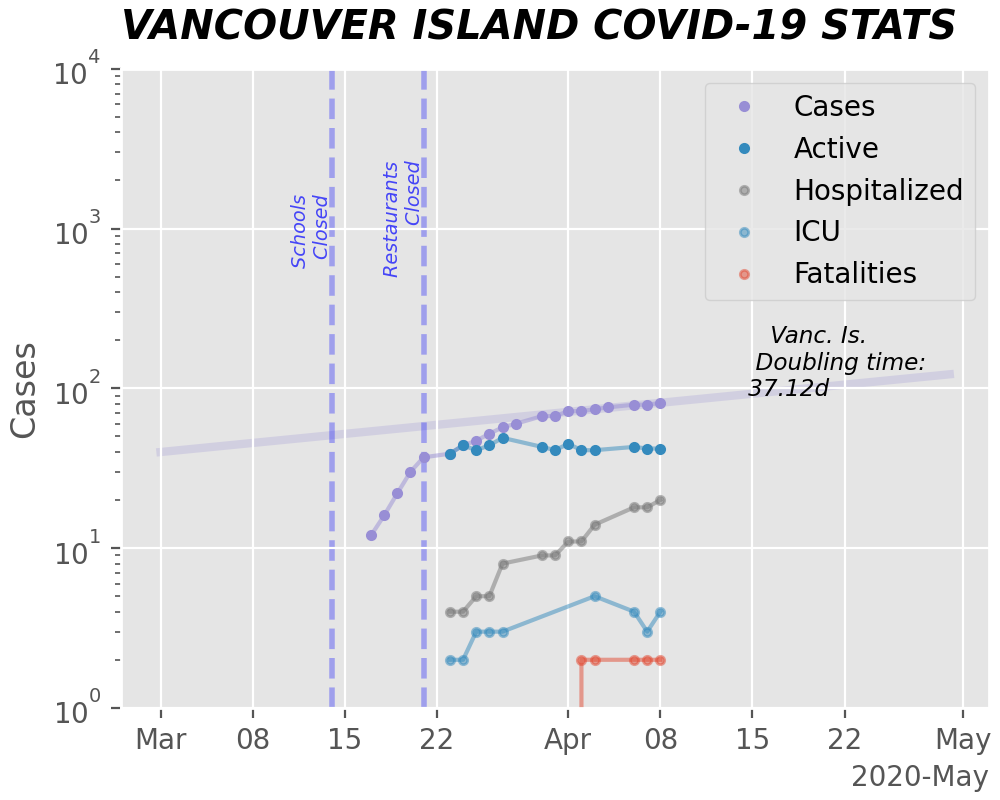 VANCOUVER ISLAND COVID-19 STATS
Cases
10^4
10^3
10^2
10^1
10^0
Schools
Closed
Restaurants
Closed
Cases
Active
Hospitalized
ICU
Fatalities
Vanc. Is.
Doubling time:
37.12d
Mar 08 15 22 Apr 08 15 22 May
2020-May